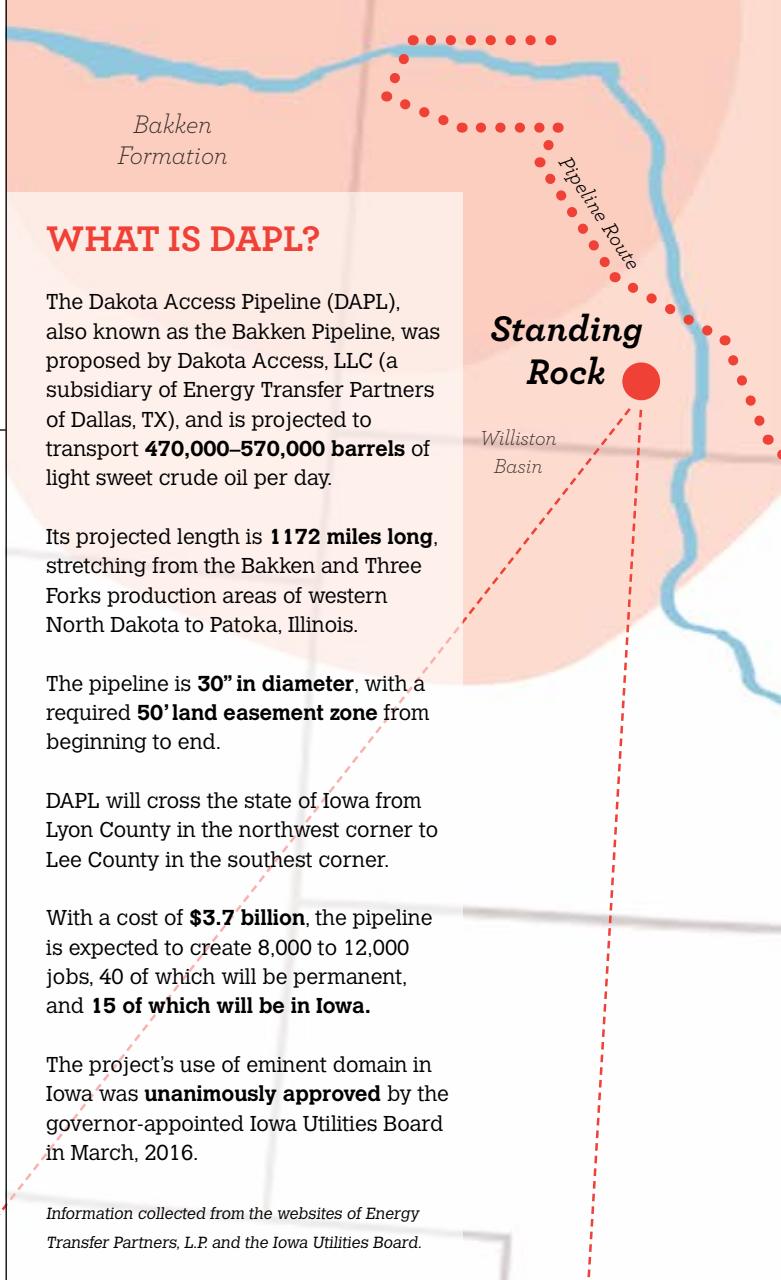 Bakken
Formation
Pipeline Route
WHAT IS DAPL?
The Dakota Access Pipeline (DAPL),
also known as the Bakken Pipeline, was
proposed by Dakota Access, LLC (a
subsidiary of Energy Transfer Partners
of Dallas, TX), and is projected to
transport 470,000–570,000 barrels of
light sweet crude oil per day.
Its projected length is 1172 miles long,
stretching from the Bakken and Three
Forks production areas of western
North Dakota to Patoka, Illinois.
The pipeline is 30” in diameter, with a
required 50’ land easement zone from
beginning to end.
DAPL will cross the state of Iowa from
Lyon County in the northwest corner to
Lee County in the southest corner.
With a cost of $3.7 billion, the pipeline
is expected to create 8,000 to 12,000
jobs, 40 of which will be permanent,
and 15 of which will be in Iowa.
The project’s use of eminent domain in
Iowa was unanimously approved by the
governor-appointed Iowa Utilities Board
in March, 2016.
Information collected from the websites of Energy
Transfer Partners, L.P. and the Iowa Utilities Board.
Standing
Rock
Williston
Basin